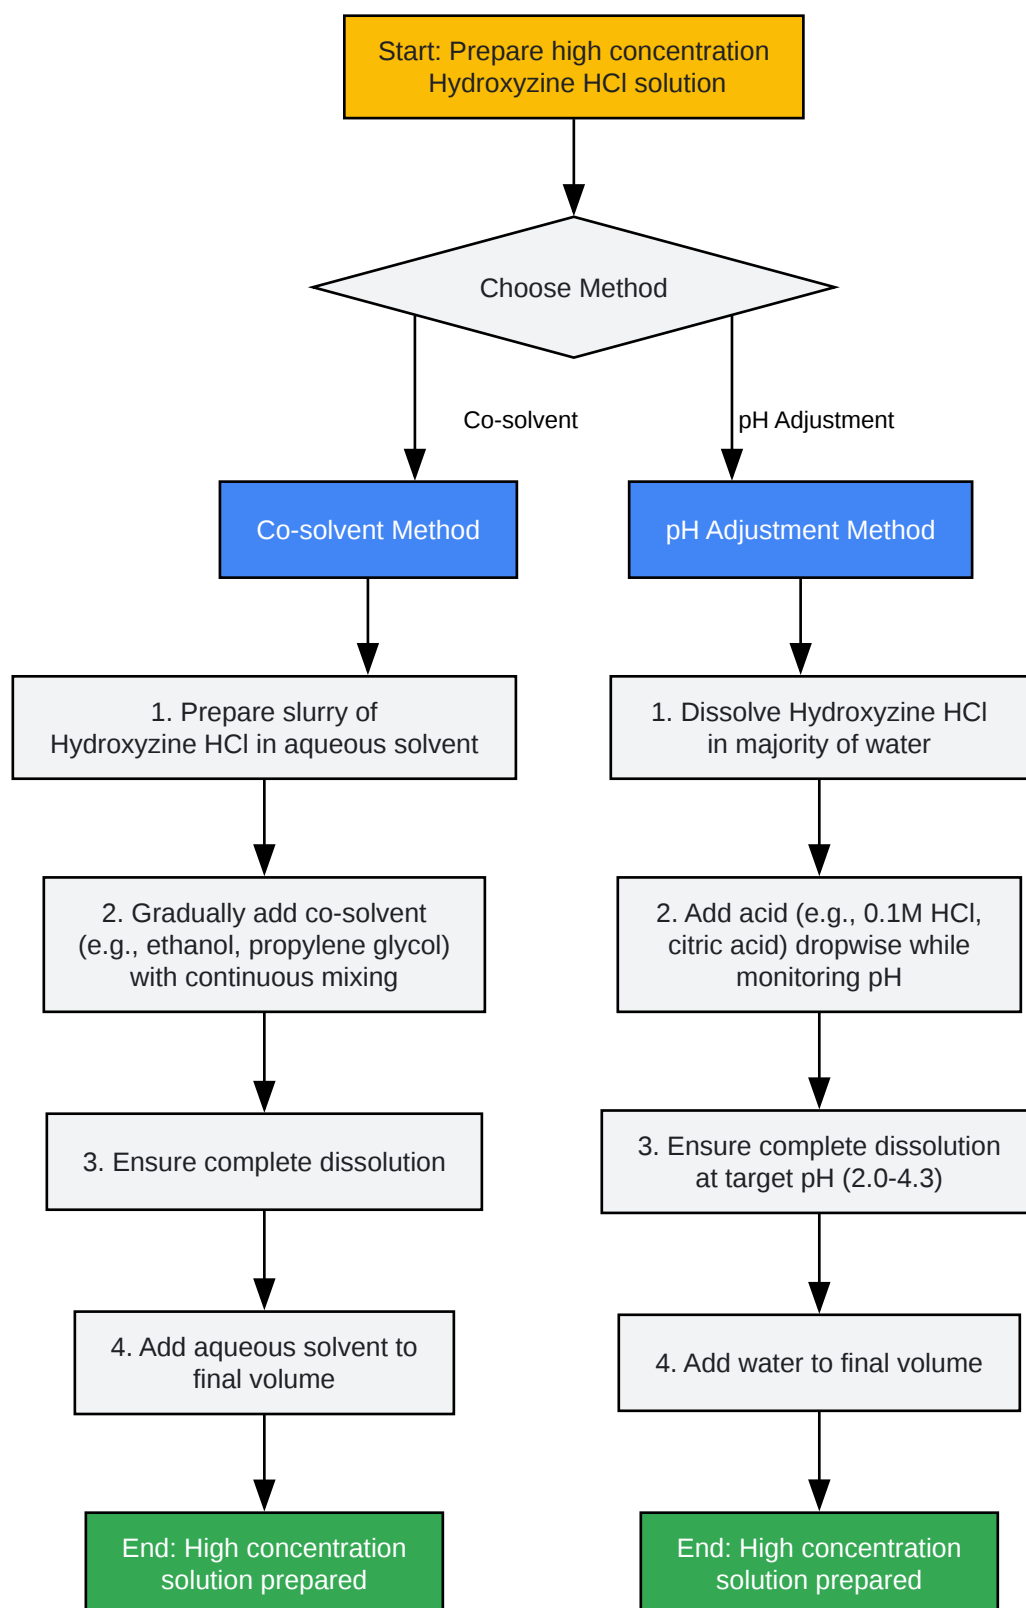 Start: Prepare high concentration
Hydroxyzine HCl solution
Choose Method
Co-solvent
pH Adjustment
Co-solvent Method
pH Adjustment Method
1. Prepare slurry of
Hydroxyzine HCl in aqueous solvent
1. Dissolve Hydroxyzine HCl
in majority of water
2. Gradually add co-solvent
(e.g., ethanol, propylene glycol)
with continuous mixing
2. Add acid (e.g., 0.1M HCl,
citric acid) dropwise while
monitoring pH
3. Ensure complete dissolution
3. Ensure complete dissolution
at target pH (2.0-4.3)
4. Add aqueous solvent to
final volume
4. Add water to final volume
End: High concentration
solution prepared
End: High concentration
solution prepared